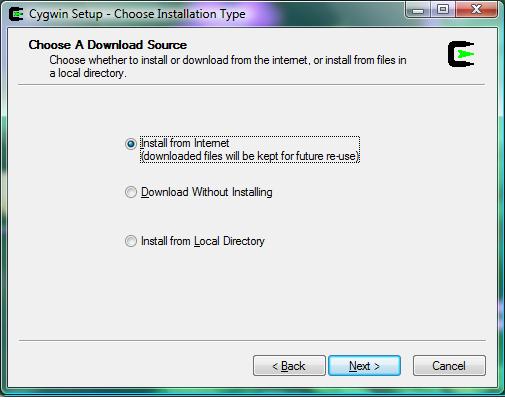 Cygwin Setup - Choose Installation Type
Choose A Download Source
Choose whether to install or download from the internet, or install from files in
a local directory.
Install from Internet
(downloaded files will be kept for future re-use)
Download Without Installing
Install from Local Directory
< Back
Next >
Cancel